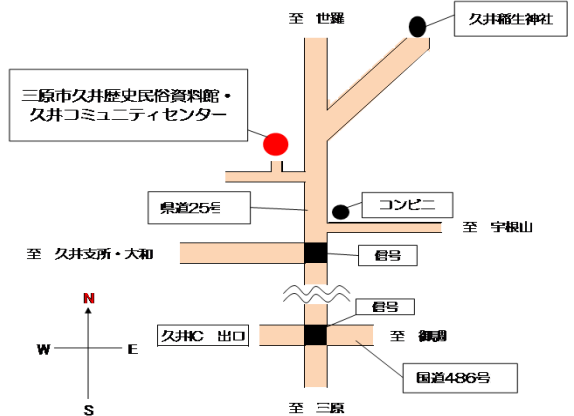 至 世羅
久井稲生神社
三原市久井歴史民俗資料館・
久井コミュニティセンター
県道25号
コンビニ
至 宇根山
至 久井支所・大和
信号
信号
久井IC 出口
至 御調
国道486号
至 三原
N
W
E
S